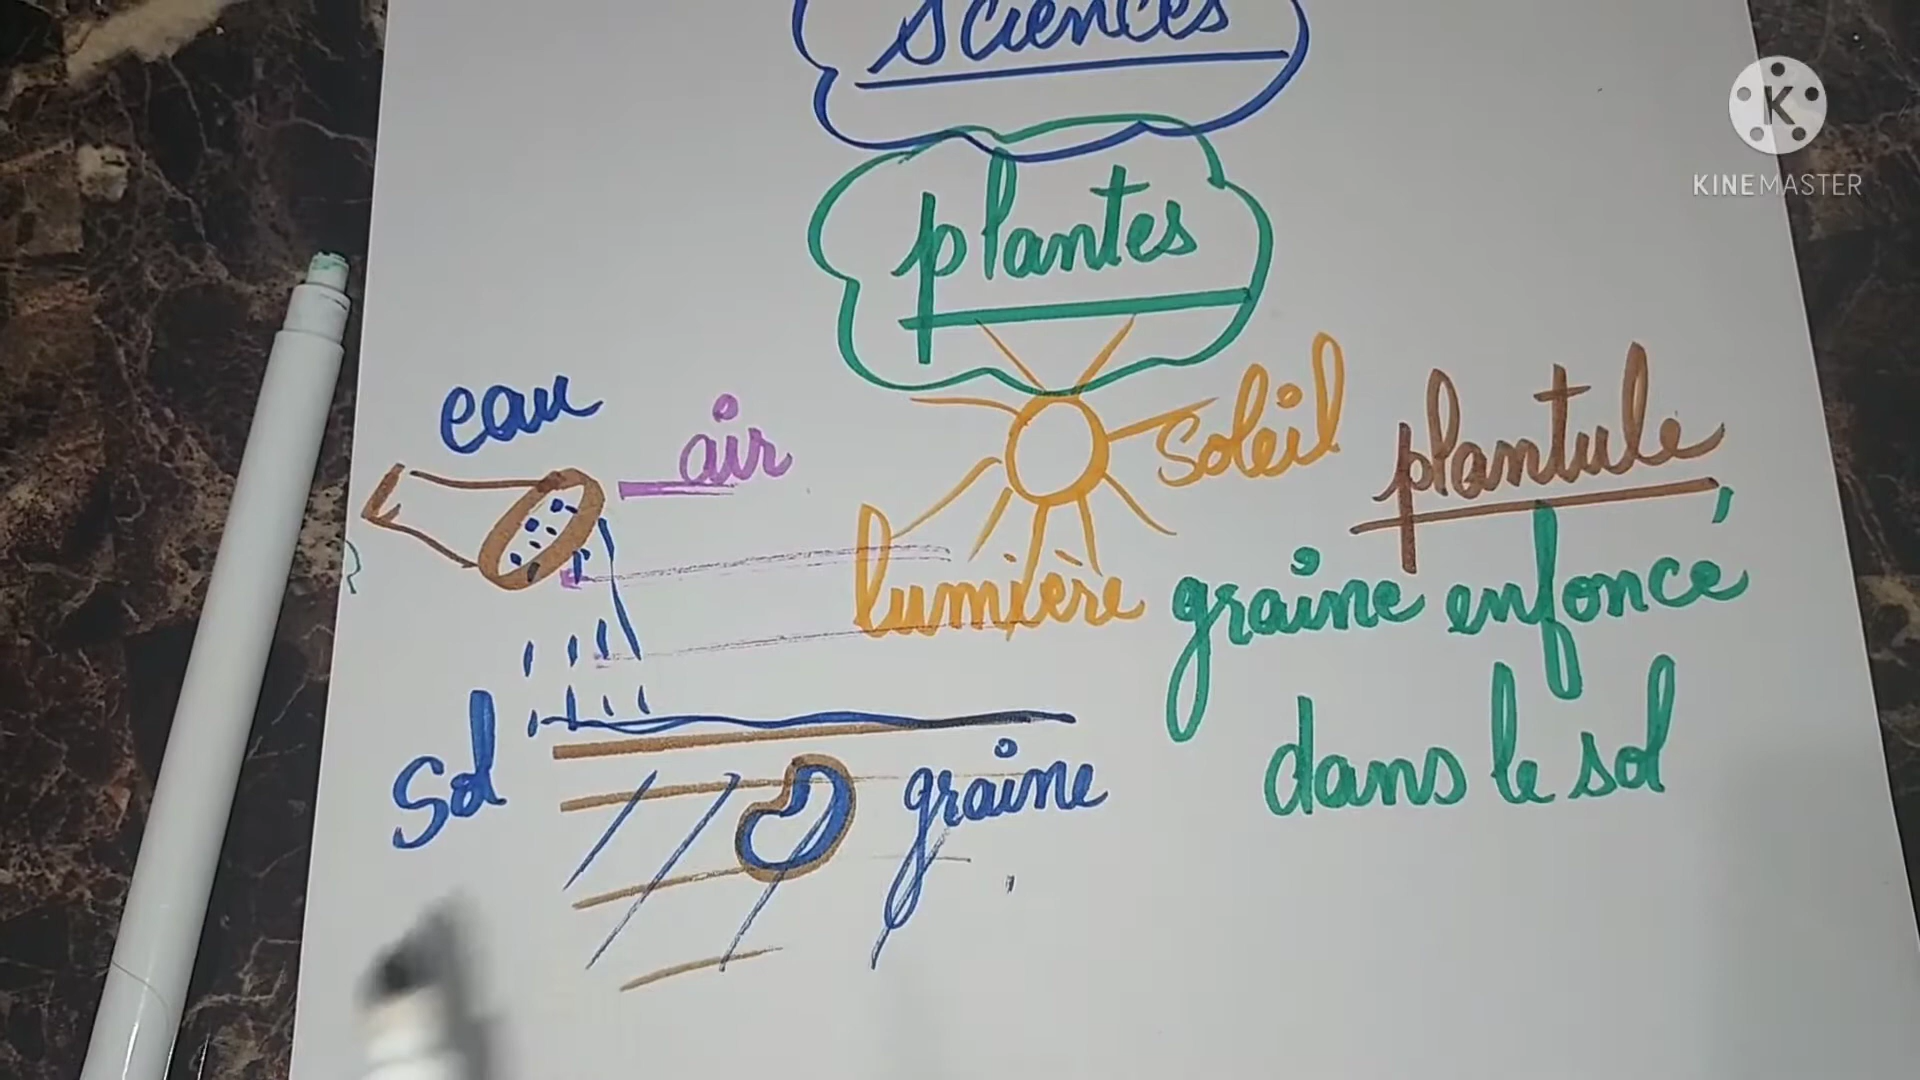 sciences
plantes
KINEMASTER
eau
air
soleil
plantule
lumière
graine enfoncé
dans le sol
sol
graine